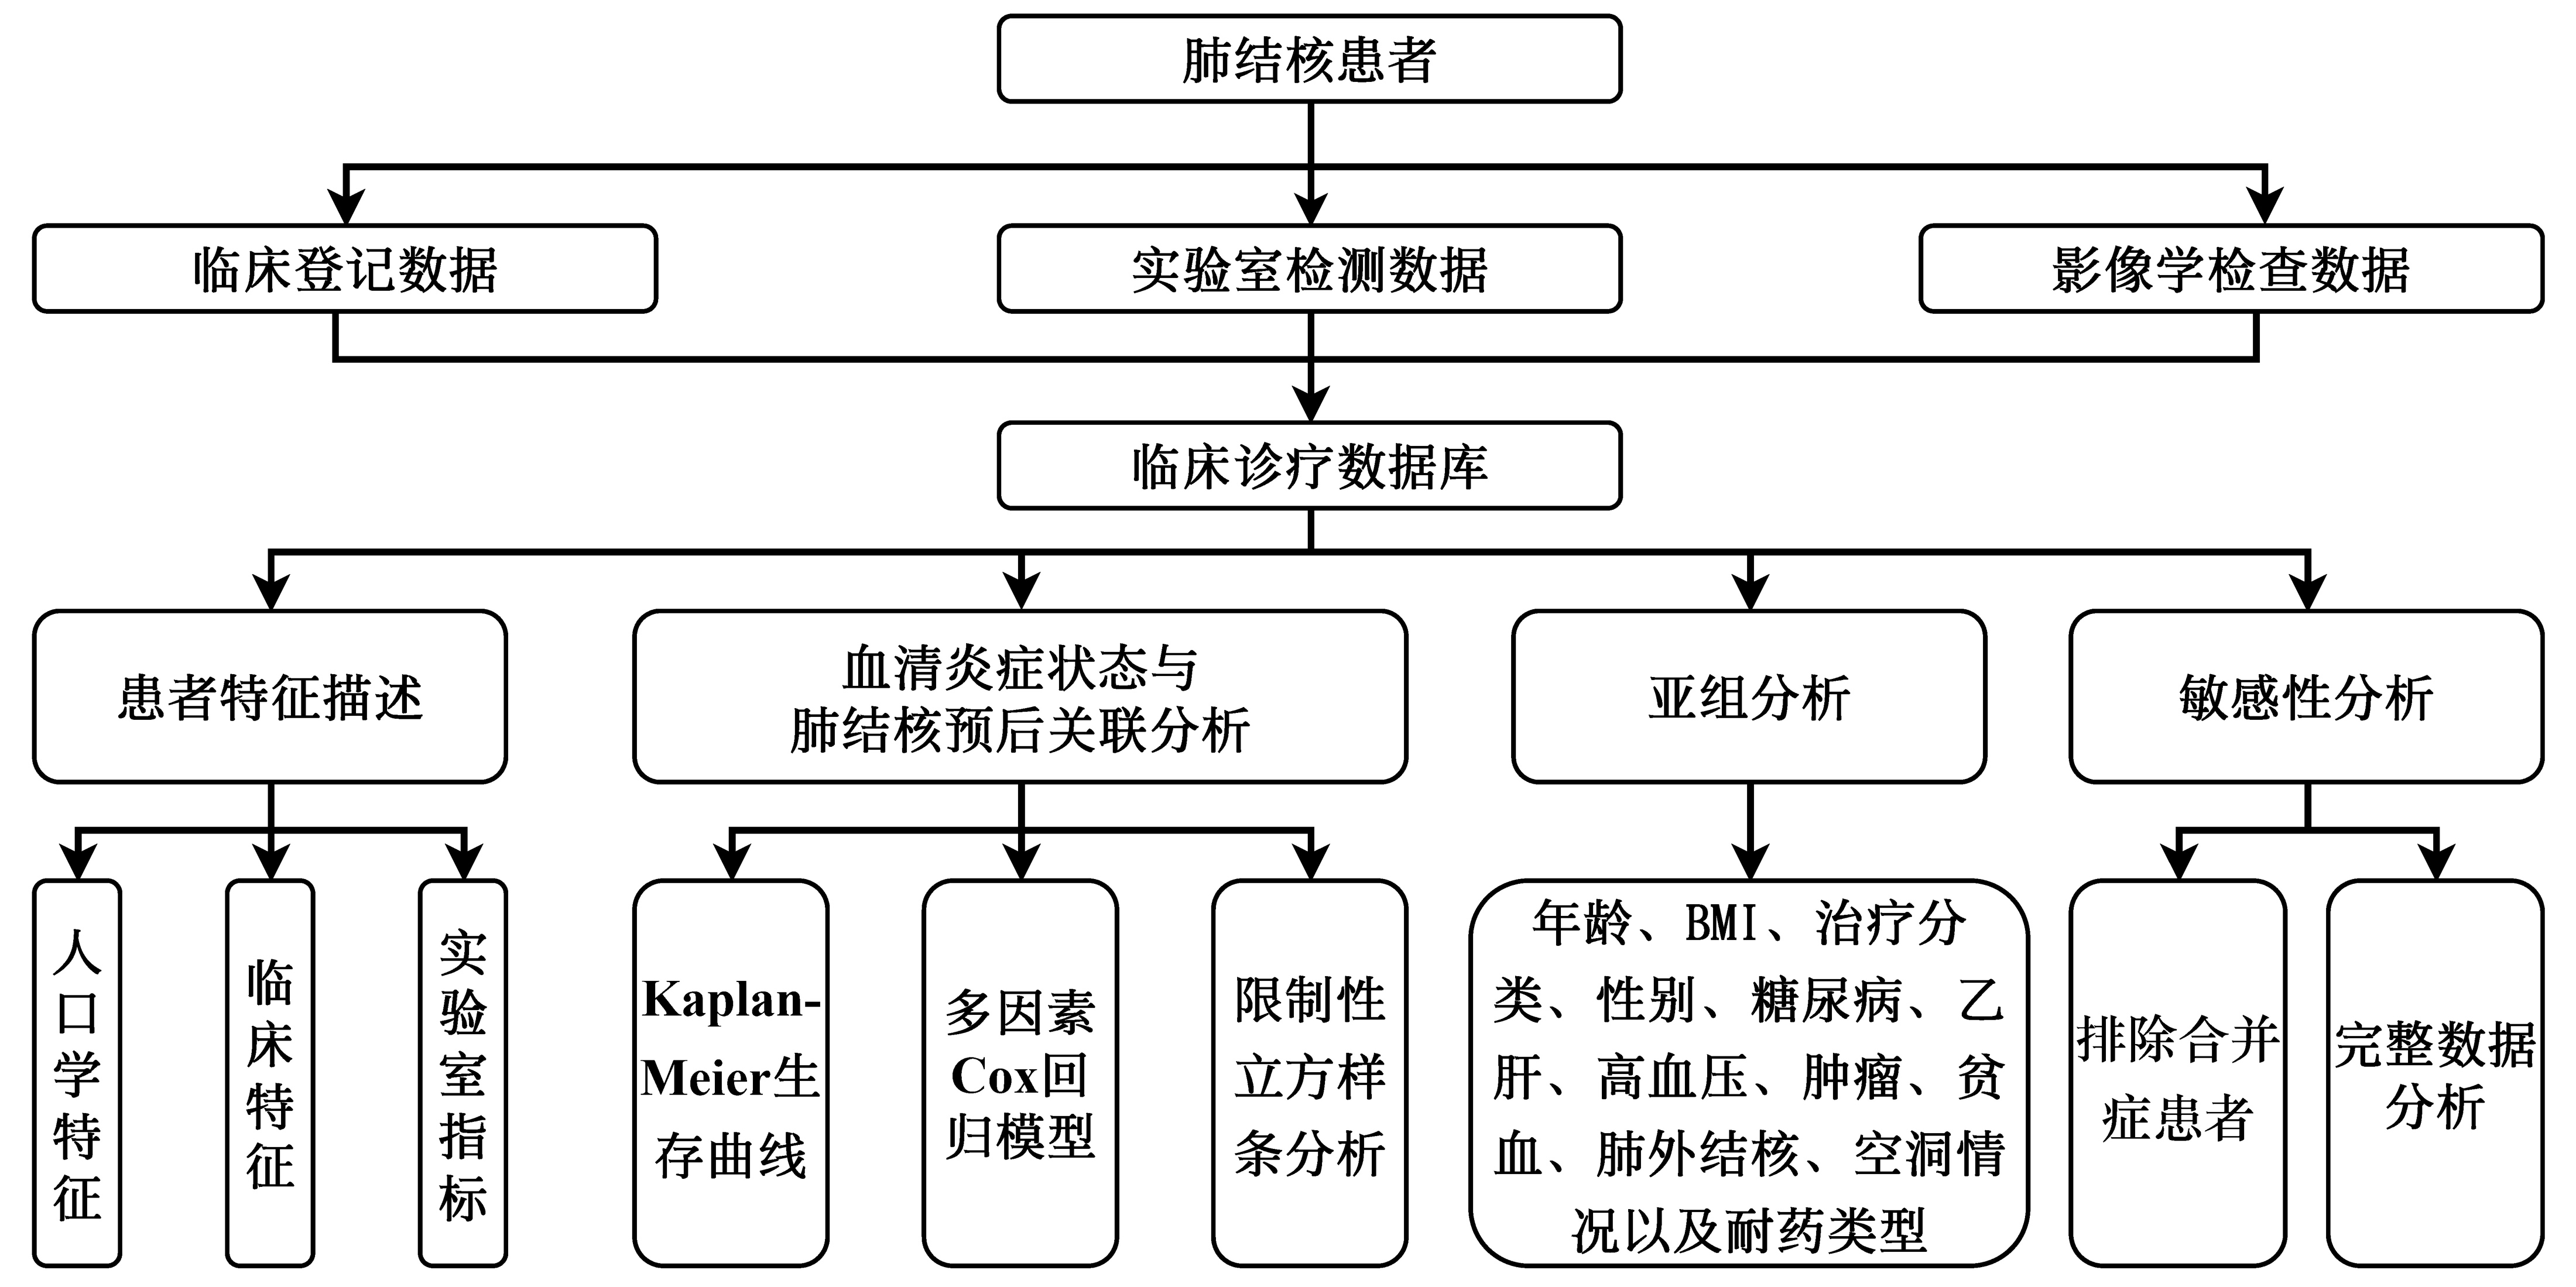 肺结核患者
临床登记数据
实验室检测数据
影像学检查数据
临床诊疗数据库
患者特征描述
血清炎症状态与
肺结核预后关联分析
亚组分析
敏感性分析
人口学特征
临床特征
实验室指标
Kaplan-
Meier生
存曲线
多因素
Cox回
归模型
限制性
立方样
条分析
年龄、BMI、治疗分
类、性别、糖尿病、乙
肝、高血压、肿瘤、贫
血、肺外结核、空洞情
况以及耐药类型
排除合并
症患者
完整数据
分析